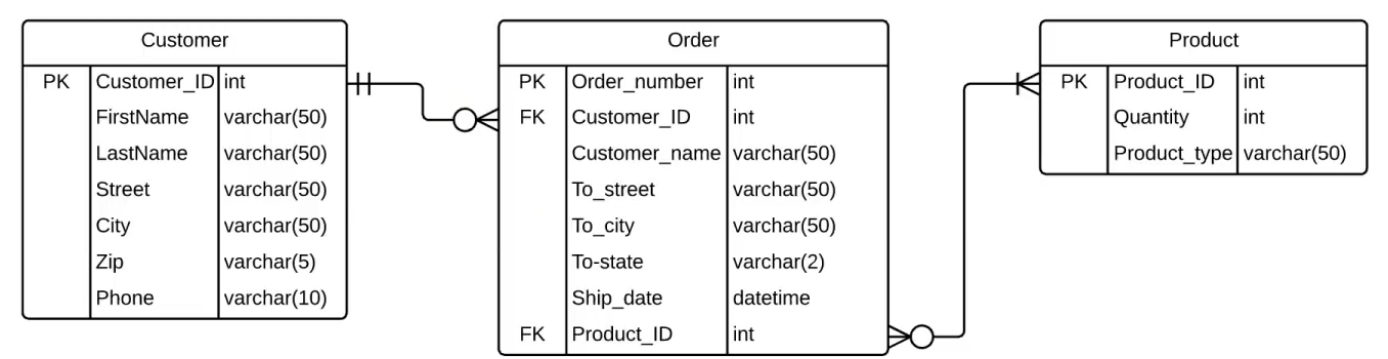 Customer
PK Customer_ID int
FirstName varchar(50)
LastName varchar(50)
Street varchar(50)
City varchar(50)
Zip varchar(5)
Phone varchar(10)
Order
PK Order_number int
FK Customer_ID int
Customer_name varchar(50)
To_street varchar(50)
To_city varchar(50)
To-state varchar(2)
Ship_date datetime
FK Product_ID int
Product
PK Product_ID int
Quantity int
Product_type varchar(50)